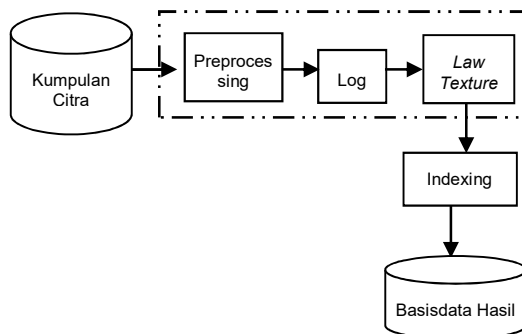 Kumpulan
Citra
Preproces
sing
Log
Law
Texture
Indexing
Basisdata Hasil